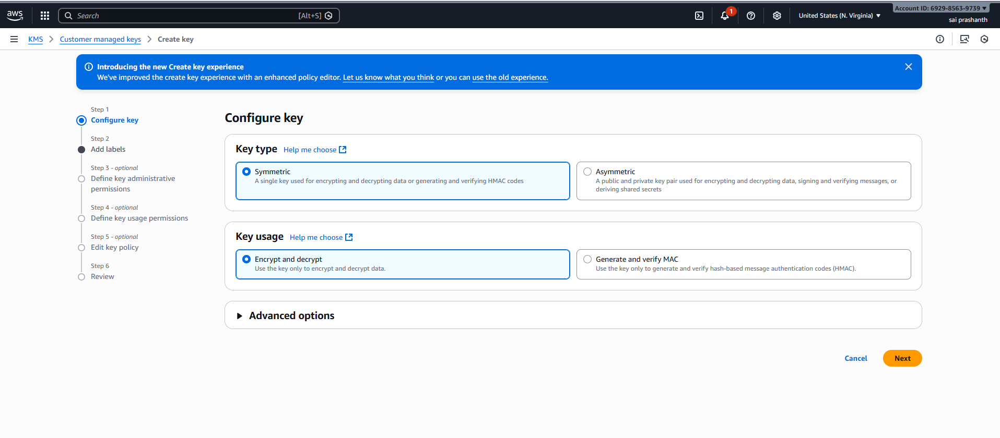 aws
Search
[Alt+S]
1
United States (N. Virginia)
Account ID: 6929-8563-9739
sai prashanth
KMS
Customer managed keys
Create key
Introducing the new Create key experience
We've improved the create key experience with an enhanced policy editor. Let us know what you think or you can use the old experience.
Step 1
Configure key
Step 2
Add labels
Step 3 - optional
Define key administrative
permissions
Step 4 - optional
Define key usage permissions
Step 5 - optional
Edit key policy
Step 6
Review
Configure key
Key type Help me choose
Symmetric
A single key used for encrypting and decrypting data or generating and verifying HMAC codes
Asymmetric
A public and private key pair used for encrypting and decrypting data, signing and verifying messages, or
deriving shared secrets
Key usage Help me choose
Encrypt and decrypt
Use the key only to encrypt and decrypt data.
Generate and verify MAC
Use the key only to generate and verify hash-based message authentication codes (HMAC).
Advanced options
Cancel
Next